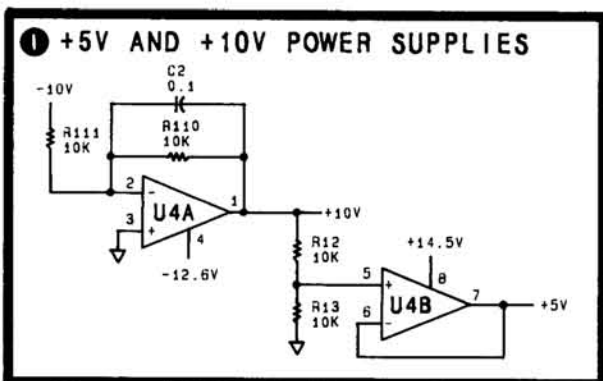 1 +5V AND +10V POWER SUPPLIES
C2
0.1
-10V
R111
10K
R110
10K
2
-
1
U4A
3
+
4
-12.6V
+10V
R12
10K
+14.5V
5
+
8
7
U4B
+5V
6
-
R13
10K